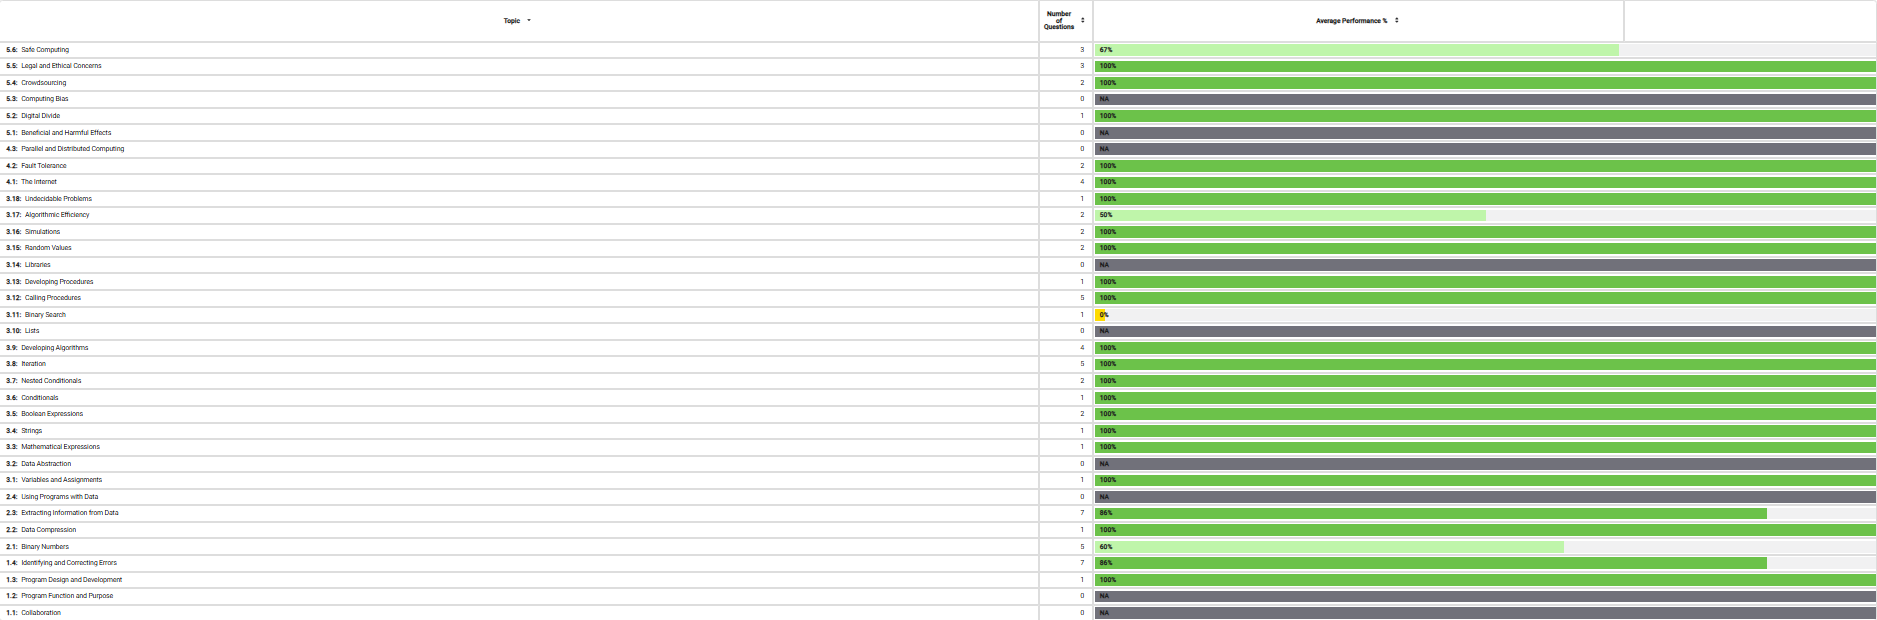 Topic
Number of Questions
Average Performance %
5.6: Safe Computing 3 67%
5.5: Legal and Ethical Concerns 3 100%
5.4: Crowdsourcing 2 100%
5.3: Computing Bias 0 NA
5.2: Digital Divide 1 100%
5.1: Beneficial and Harmful Effects 0 NA
4.3: Parallel and Distributed Computing 0 NA
4.2: Fault Tolerance 2 100%
4.1: The Internet 4 100%
3.18: Undecidable Problems 1 100%
3.17: Algorithmic Efficiency 2 50%
3.16: Simulations 2 100%
3.15: Random Values 2 100%
3.14: Libraries 0 NA
3.13: Developing Procedures 1 100%
3.12: Calling Procedures 5 100%
3.11: Binary Search 1 0%
3.10: Lists 0 NA
3.9: Developing Algorithms 4 100%
3.8: Iteration 5 100%
3.7: Nested Conditionals 2 100%
3.6: Conditionals 1 100%
3.5: Boolean Expressions 2 100%
3.4: Strings 1 100%
3.3: Mathematical Expressions 1 100%
3.2: Data Abstraction 0 NA
3.1: Variables and Assignments 1 100%
2.4: Using Programs with Data 0 NA
2.3: Extracting Information from Data 7 86%
2.2: Data Compression 1 100%
2.1: Binary Numbers 5 60%
1.4: Identifying and Correcting Errors 7 86%
1.3: Program Design and Development 1 100%
1.2: Program Function and Purpose 0 NA
1.1: Collaboration 0 NA